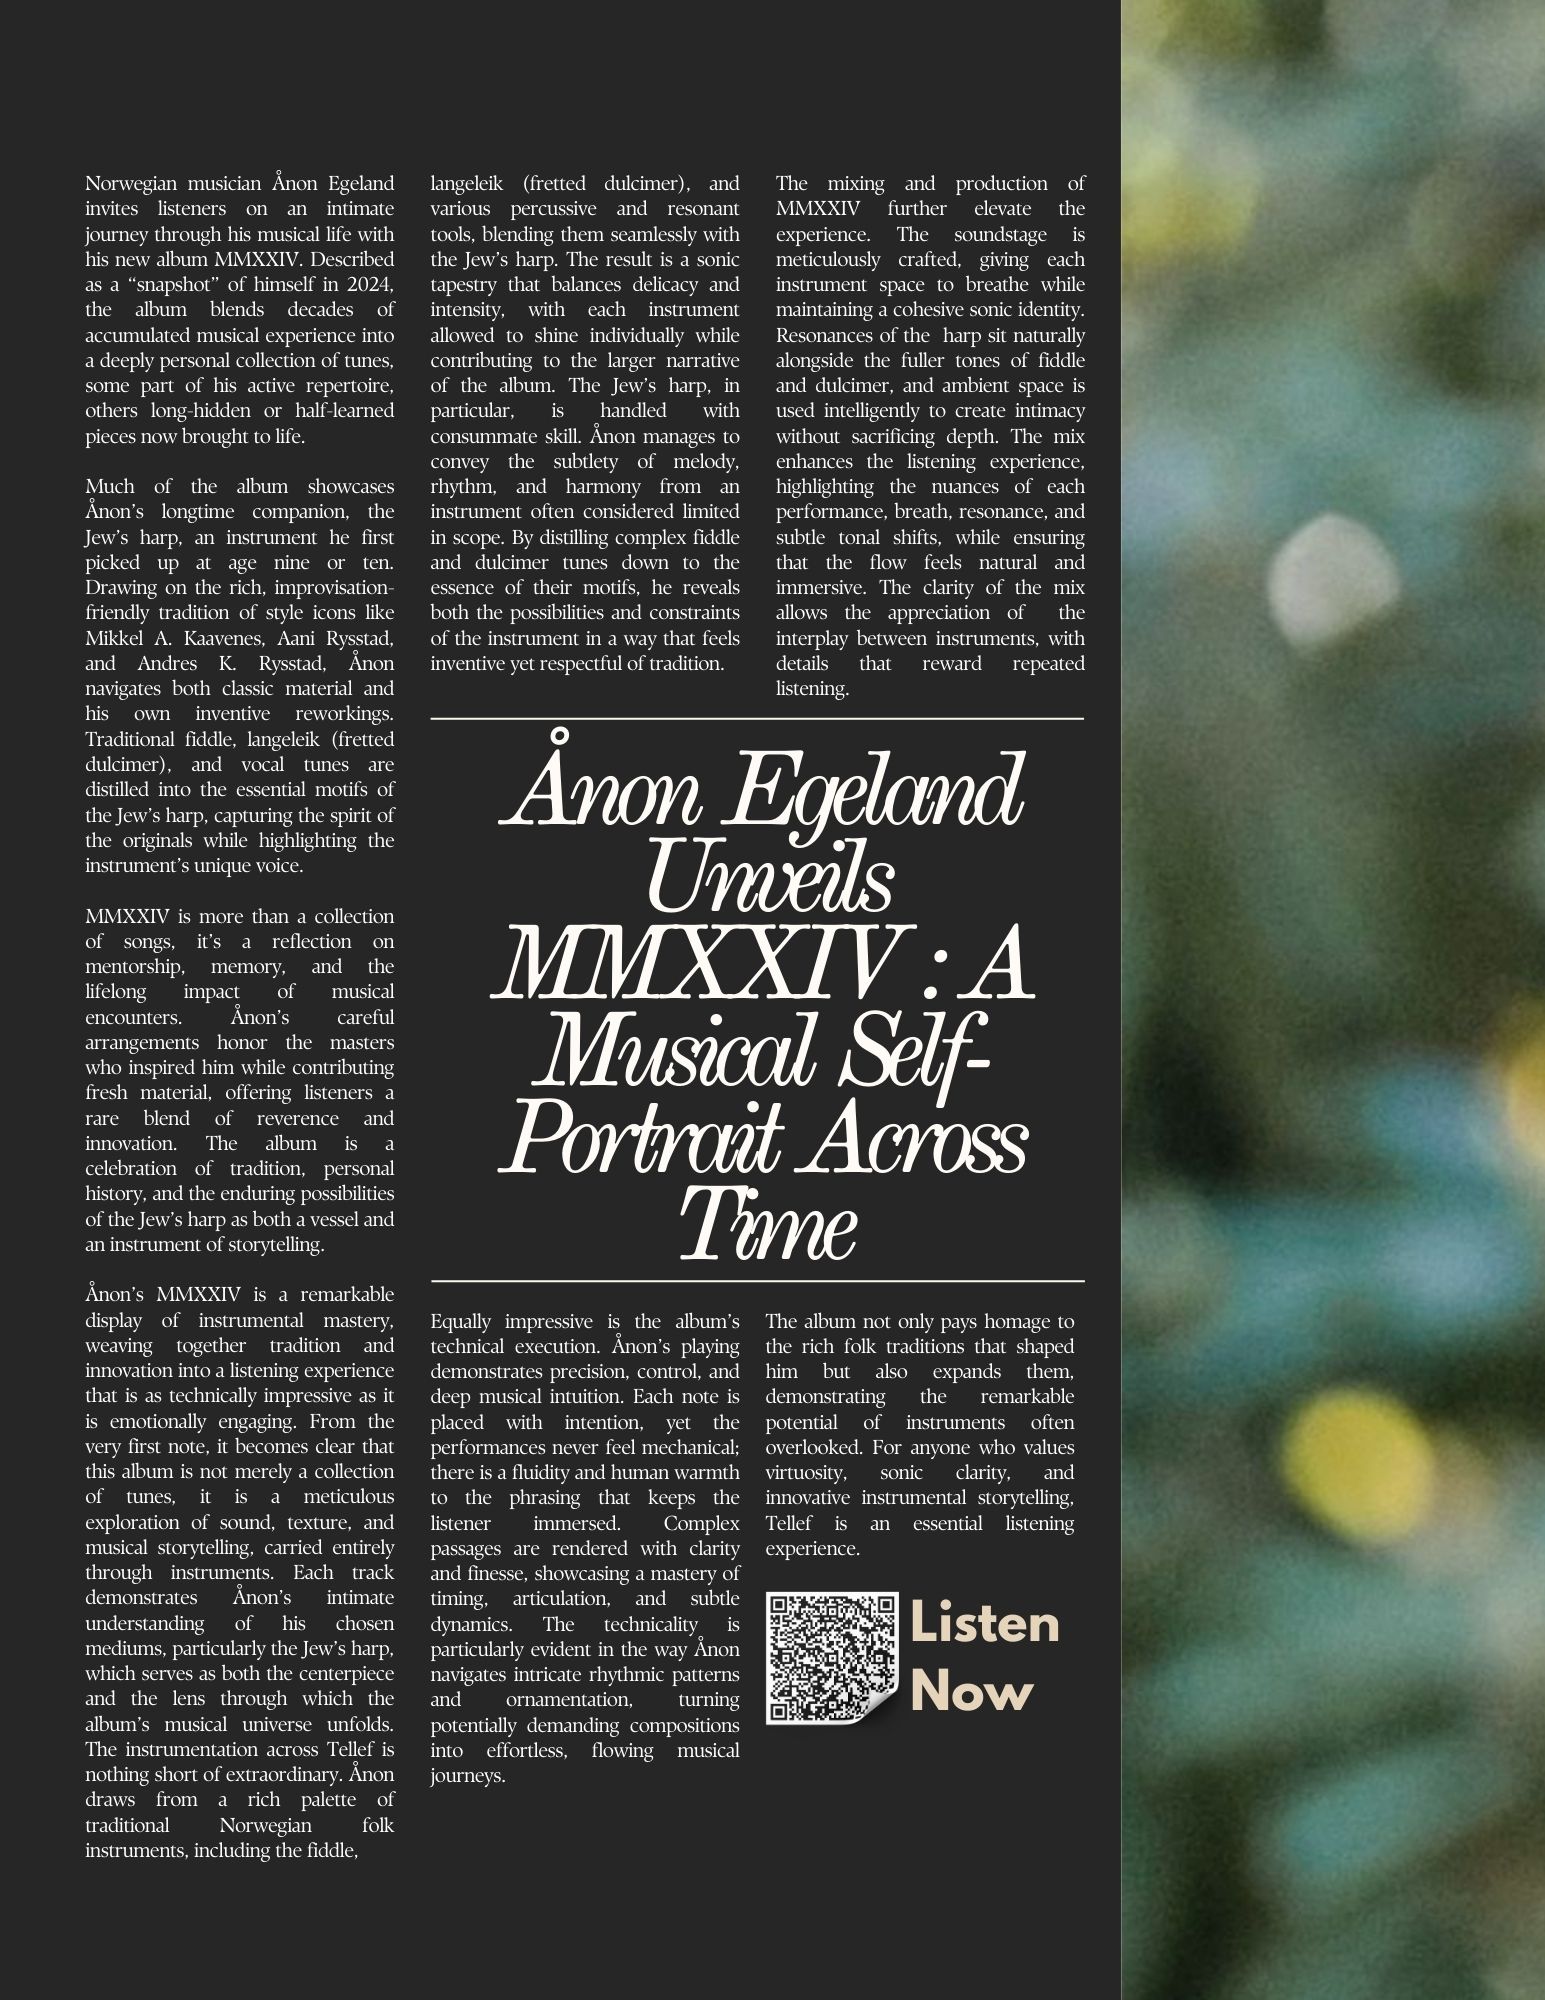 Norwegian musician Ånon Egeland
invites listeners on an intimate
journey through his musical life with
his new album MMXXIV. Described
as a “snapshot” of himself in 2024,
the album blends decades of
accumulated musical experience into
a deeply personal collection of tunes,
some part of his active repertoire,
others long-hidden or half-learned
pieces now brought to life.
Much of the album showcases
Ånon’s longtime companion, the
Jew’s harp, an instrument he first
picked up at age nine or ten.
Drawing on the rich, improvisation-
friendly tradition of style icons like
Mikkel A. Kaavenes, Aani Rysstad,
and Andres K. Rysstad, Ånon
navigates both classic material and
his own inventive reworkings.
Traditional fiddle, langeleik (fretted
dulcimer), and vocal tunes are
distilled into the essential motifs of
the Jew’s harp, capturing the spirit of
the originals while highlighting the
instrument’s unique voice.
MMXXIV is more than a collection
of songs, it’s a reflection on
mentorship, memory, and the
lifelong impact of musical
encounters. Ånon’s careful
arrangements honor the masters
who inspired him while contributing
fresh material, offering listeners a
rare blend of reverence and
innovation. The album is a
celebration of tradition, personal
history, and the enduring possibilities
of the Jew’s harp as both a vessel and
an instrument of storytelling.
Ånon’s MMXXIV is a remarkable
display of instrumental mastery,
weaving together tradition and
innovation into a listening experience
that is as technically impressive as it
is emotionally engaging. From the
very first note, it becomes clear that
this album is not merely a collection
of tunes, it is a meticulous
exploration of sound, texture, and
musical storytelling, carried entirely
through instruments. Each track
demonstrates Ånon’s intimate
understanding of his chosen
mediums, particularly the Jew’s harp,
which serves as both the centerpiece
and the lens through which the
album’s musical universe unfolds.
The instrumentation across Tellef is
nothing short of extraordinary. Ånon
draws from a rich palette of
traditional Norwegian folk
instruments, including the fiddle,
langeleik (fretted dulcimer), and
various percussive and resonant
tools, blending them seamlessly with
the Jew’s harp. The result is a sonic
tapestry that balances delicacy and
intensity, with each instrument
allowed to shine individually while
contributing to the larger narrative
of the album. The Jew’s harp, in
particular, is handled with
consummate skill. Ånon manages to
convey the subtlety of melody,
rhythm, and harmony from an
instrument often considered limited
in scope. By distilling complex fiddle
and dulcimer tunes down to the
essence of their motifs, he reveals
both the possibilities and constraints
of the instrument in a way that feels
inventive yet respectful of tradition.
The mixing and production of
MMXXIV further elevate the
experience. The soundstage is
meticulously crafted, giving each
instrument space to breathe while
maintaining a cohesive sonic identity.
Resonances of the harp sit naturally
alongside the fuller tones of fiddle
and dulcimer, and ambient space is
used intelligently to create intimacy
without sacrificing depth. The mix
enhances the listening experience,
highlighting the nuances of each
performance, breath, resonance, and
subtle tonal shifts, while ensuring
that the flow feels natural and
immersive. The clarity of the mix
allows the appreciation of the
interplay between instruments, with
details that reward repeated
listening.
Ånon Egeland
Unveils
MMXXIV : A
Musical Self-
Portrait Across
Time
Equally impressive is the album’s
technical execution. Ånon’s playing
demonstrates precision, control, and
deep musical intuition. Each note is
placed with intention, yet the
performances never feel mechanical;
there is a fluidity and human warmth
to the phrasing that keeps the
listener immersed. Complex
passages are rendered with clarity
and finesse, showcasing a mastery of
timing, articulation, and subtle
dynamics. The technicality is
particularly evident in the way Ånon
navigates intricate rhythmic patterns
and ornamentation, turning
potentially demanding compositions
into effortless, flowing musical
journeys.
The album not only pays homage to
the rich folk traditions that shaped
him but also expands them,
demonstrating the remarkable
potential of instruments often
overlooked. For anyone who values
virtuosity, sonic clarity, and
innovative instrumental storytelling,
Tellef is an essential listening
experience.
Listen
Now